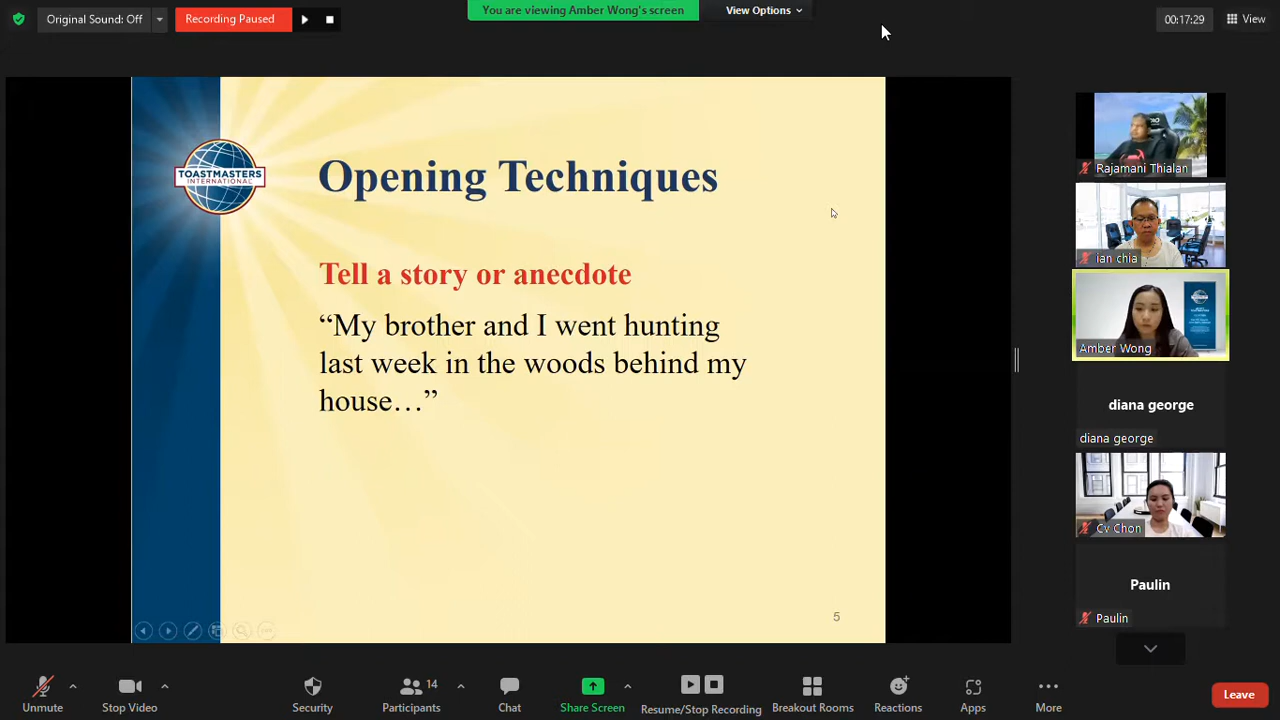 Original Sound: Off
Recording Paused
You are viewing Amber Wong's screen
View Options
00:17:29
View
TOASTMASTERS
INTERNATIONAL
Opening Techniques
Tell a story or anecdote
“My brother and I went hunting
last week in the woods behind my
house…”
5
Rajamani Thialan
ian chia
Amber Wong
diana george
diana george
Cv Chon
Paulin
Paulin
Unmute
Stop Video
Security
14
Participants
Chat
Share Screen
Resume/Stop Recording
Breakout Rooms
Reactions
Apps
More
Leave